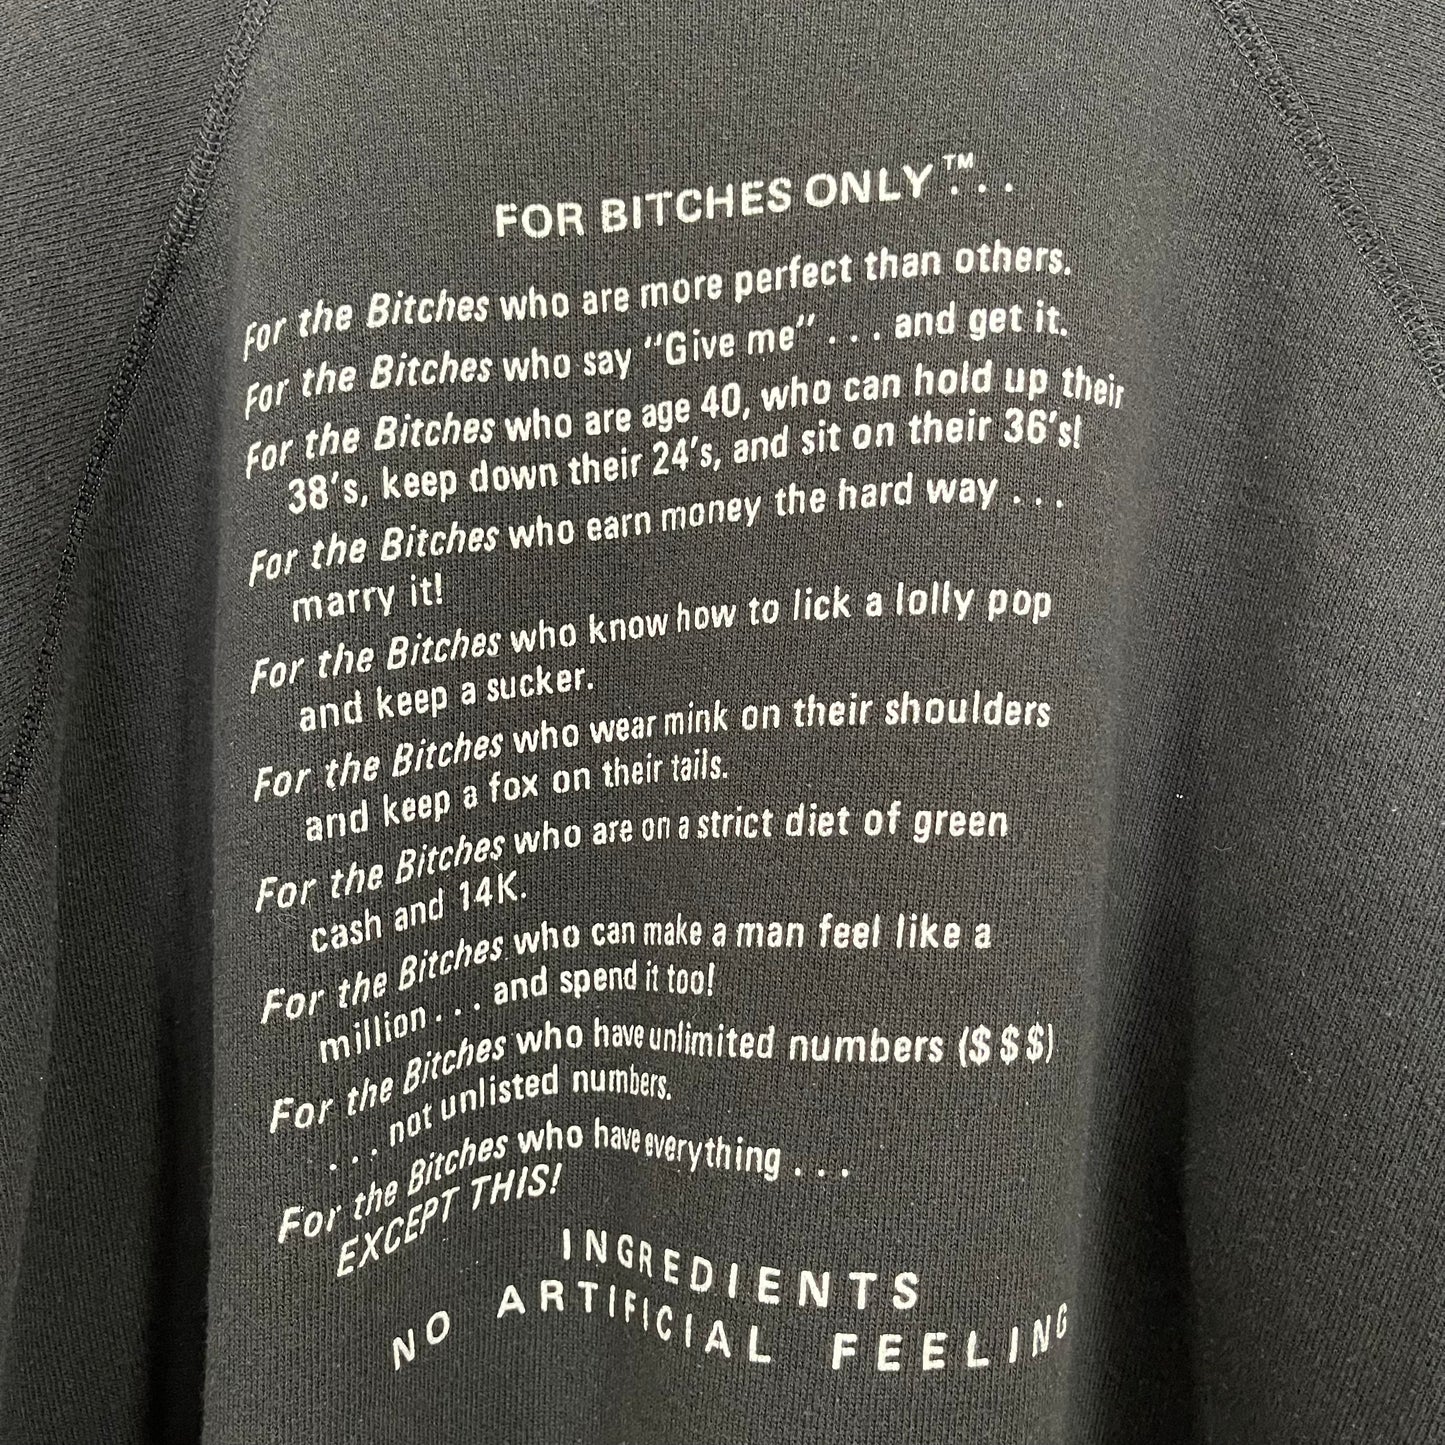 FOR BITCHES ONLY™...
For the Bitches who are more perfect than others.
For the Bitches who say "Give me" . . . and get it.
For the Bitches who are age 40, who can hold up their
38's, keep down their 24's, and sit on their 36's!
For the Bitches who earn money the hard way . . .
marry it!
For the Bitches who know how to lick a lolly pop
and keep a sucker.
For the Bitches who wear mink on their shoulders
and keep a fox on their tails.
For the Bitches who are on a strict diet of green
cash and 14K.
For the Bitches who can make a man feel like a
million . . . and spend it too!
For the Bitches who have unlimited numbers ($ $ $)
. . . not unlisted numbers.
For the Bitches who have everything . . .
EXCEPT THIS!
INGREDIENTS
NO ARTIFICIAL FEELING